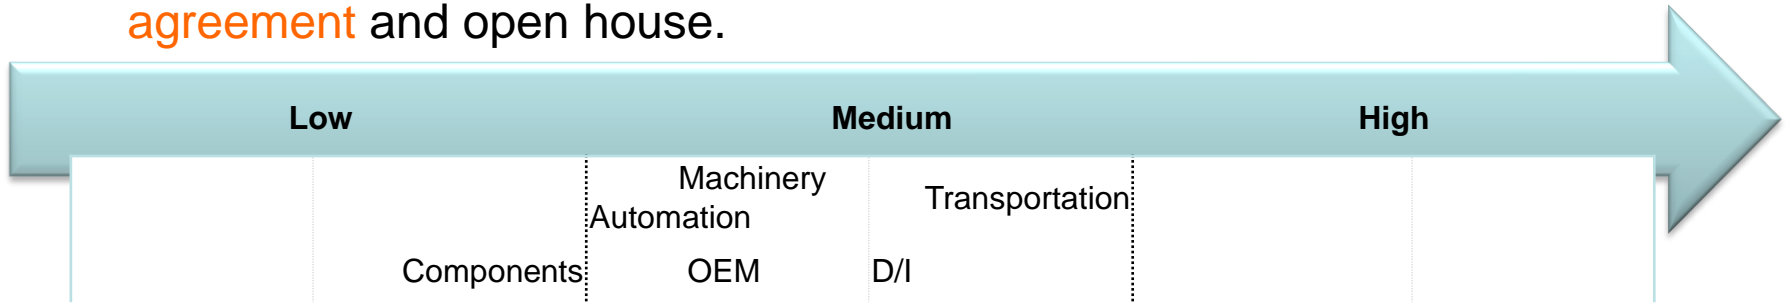 agreement and open house.
Low Medium High
Machinery
Transportation
Automation
Components OEM D/I